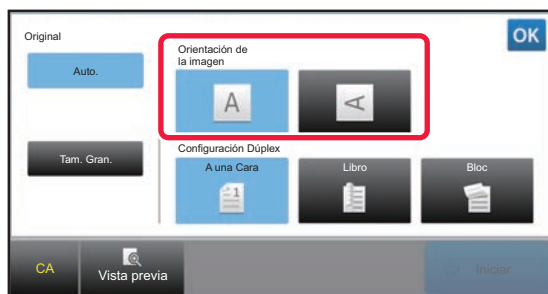 Original
OK
Orientación de
la imagen
Auto.
A
A
Configuración Dúplex
Tam. Gran.
A una Cara
Libro
Bloc
1
CA
Vista previa
Iniciar